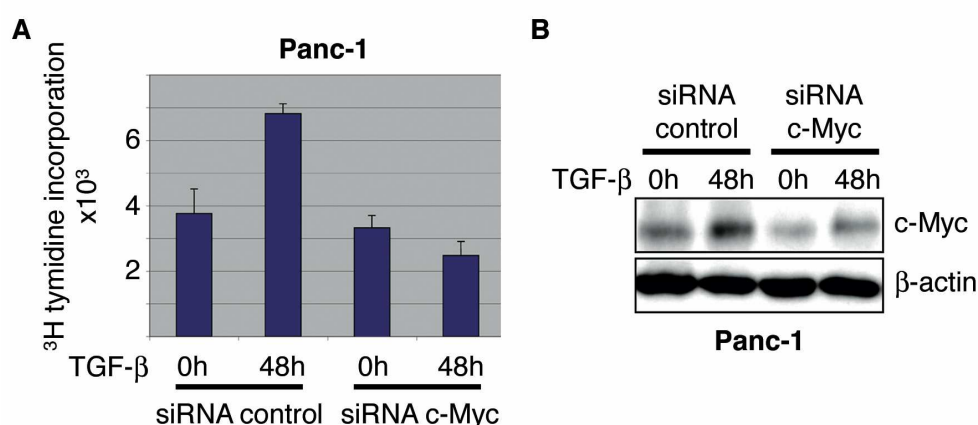 A
Panc-1
³H tymidine incorporation
x10³
6
4
2
TGF-β 0h 48h 0h 48h
siRNA control siRNA c-Myc
B
siRNA siRNA
control c-Myc
TGF-β 0h 48h 0h 48h
c-Myc
β-actin
Panc-1